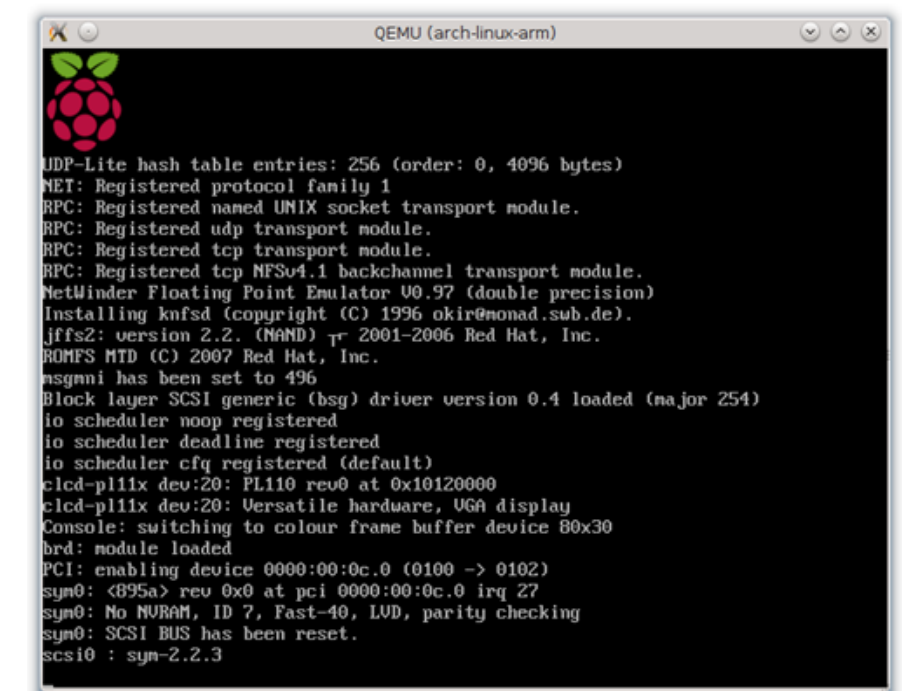 QEMU (arch-linux-arm)
UDP-Lite hash table entries: 256 (order: 0, 4096 bytes)
NET: Registered protocol family 1
RPC: Registered named UNIX socket transport module.
RPC: Registered udp transport module.
RPC: Registered tcp transport module.
RPC: Registered tcp NFSv4.1 backchannel transport module.
NetWinder Floating Point Emulator V0.97 (double precision)
Installing knfsd (copyright (C) 1996 okir@monad.swb.de).
jffs2: version 2.2. (NAND) ┬┌ 2001-2006 Red Hat, Inc.
ROMFS MTD (C) 2007 Red Hat, Inc.
msgmni has been set to 496
Block layer SCSI generic (bsg) driver version 0.4 loaded (major 254)
io scheduler noop registered
io scheduler deadline registered
io scheduler cfq registered (default)
clcd-pl11x dev:20: PL110 rev0 at 0x10120000
clcd-pl11x dev:20: Versatile hardware, VGA display
Console: switching to colour frame buffer device 80x30
brd: module loaded
PCI: enabling device 0000:00:0c.0 (0100 -> 0102)
sym0: <895a> rev 0x0 at pci 0000:00:0c.0 irq 27
sym0: No NVRAM, ID 7, Fast-40, LVD, parity checking
sym0: SCSI BUS has been reset.
scsi0 : sym-2.2.3